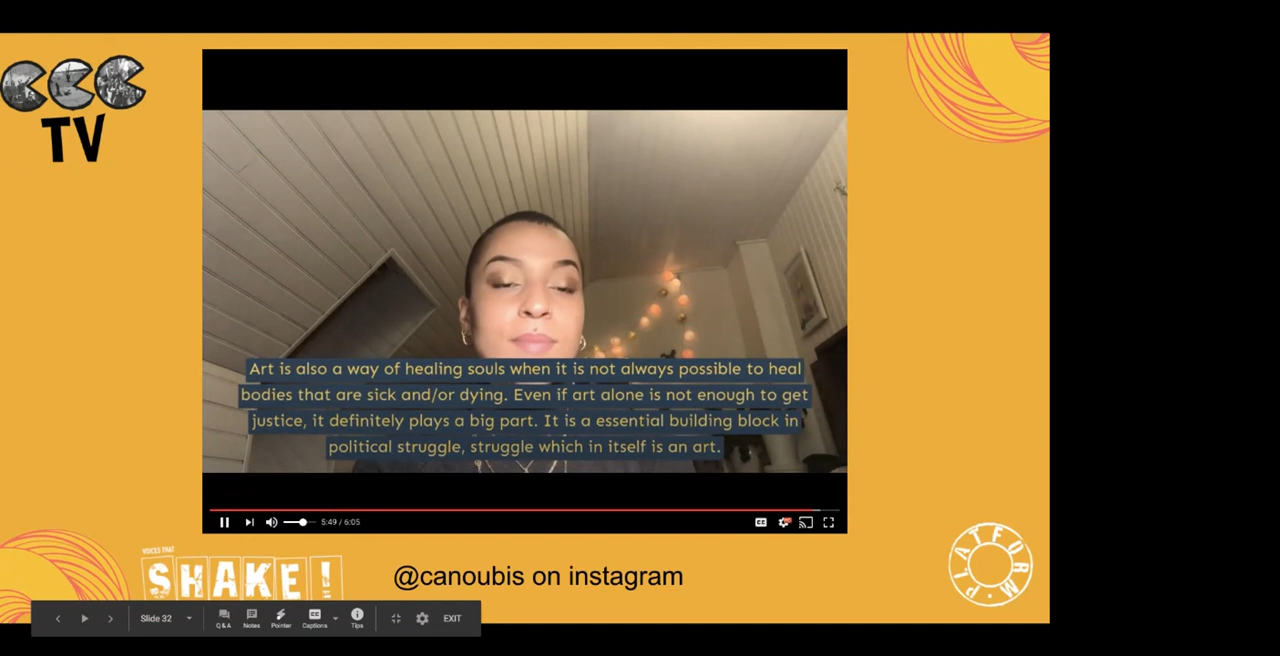 CCC
TV
Art is also a way of healing souls when it is not always possible to heal
bodies that are sick and/or dying. Even if art alone is not enough to get
justice, it definitely plays a big part. It is a essential building block in
political struggle, struggle which in itself is an art.
5:49 / 6:05
VOICES THAT
SHAKE!
@canoubis on instagram
PLATFORM
Slide 32
Q&A
Notes
Pointer
Captions
Tips
EXIT